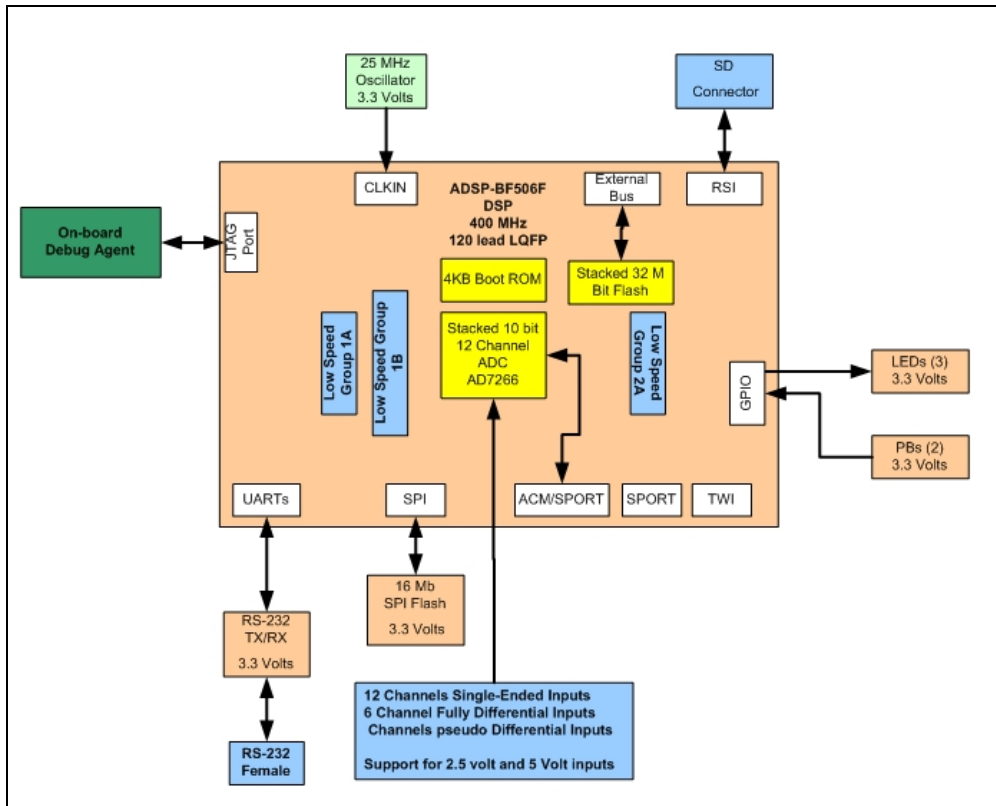 25 MHz
Oscillator
3.3 Volts
SD
Connector
CLKIN
ADSP-BF506F
DSP
400 MHz
120 lead LQFP
External
Bus
RSI
On-board
Debug Agent
JTAG
Port
4KB Boot ROM
Stacked 32 M
Bit Flash
Low Speed
Group 1A
Low Speed Group
1B
Stacked 10 bit
12 Channel
ADC
AD7266
Low Speed
Group 2A
GPIO
LEDs (3)
3.3 Volts
PBs (2)
3.3 Volts
UARTs
SPI
ACM/SPORT
SPORT
TWI
RS-232
TX/RX
3.3 Volts
16 Mb
SPI Flash
3.3 Volts
RS-232
Female
12 Channels Single-Ended Inputs
6 Channel Fully Differential Inputs
Channels pseudo Differential Inputs
Support for 2.5 volt and 5 Volt inputs